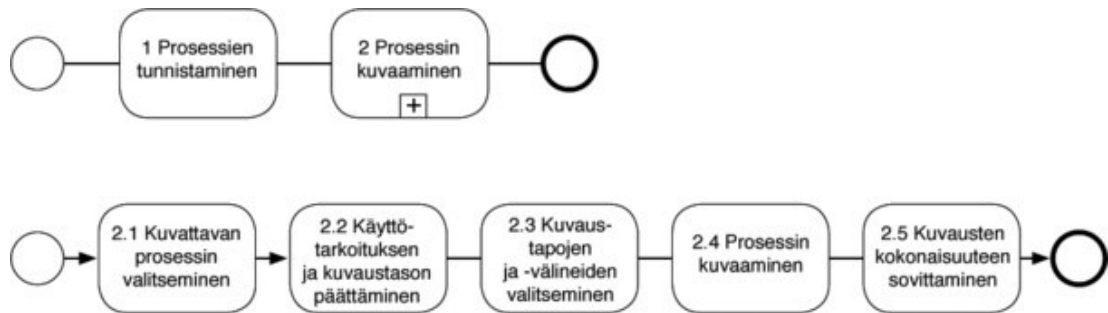 1 Prosessien
tunnistaminen
2 Prosessin
kuvaaminen
+
2.1 Kuvattavan
prosessin
valitseminen
2.2 Käyttö-
tarkoituksen
ja kuvaustason
päättäminen
2.3 Kuvaus-
tapojen
ja -välineiden
valitseminen
2.4 Prosessin
kuvaaminen
2.5 Kuvausten
kokonaisuuteen
sovittaminen